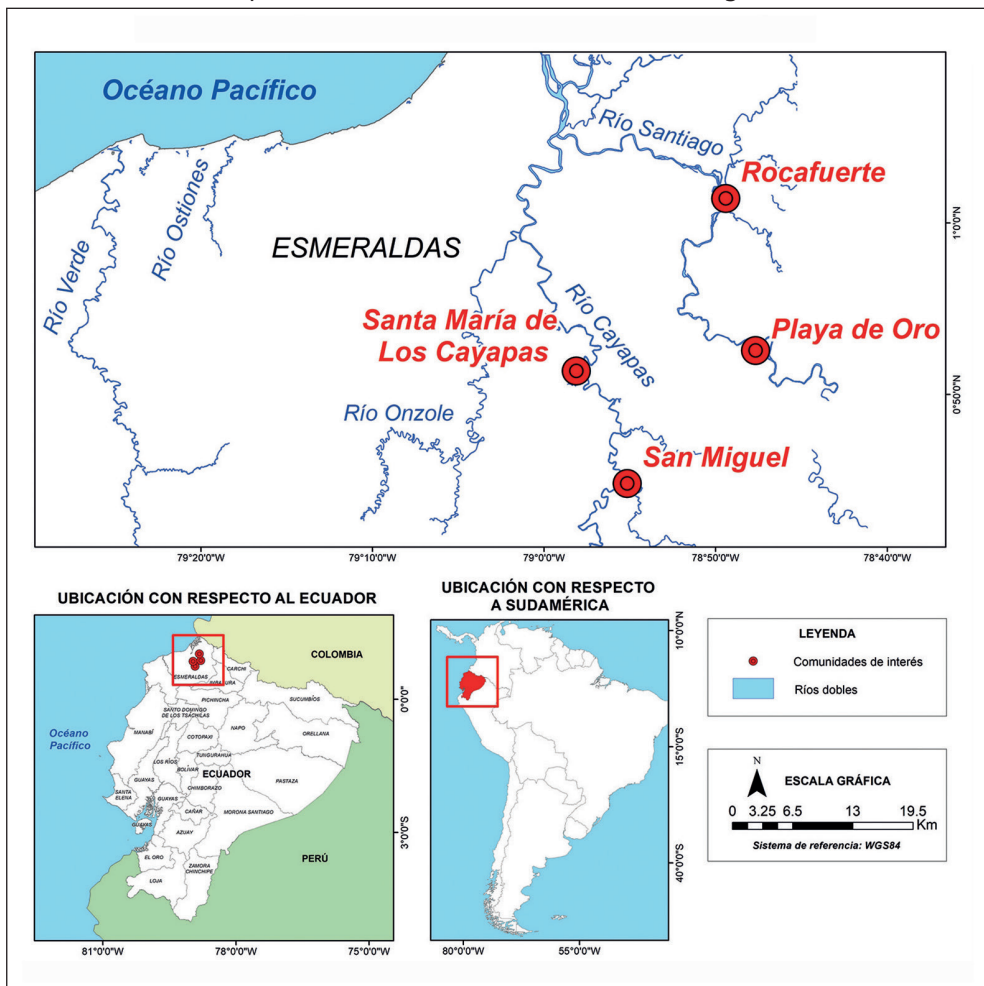 Océano Pacífico
Río Santiago
Rocafuerte
Río Ostiones
1°0'0"N
ESMERALDAS
Río Verde
Río Cayapas
Santa María de
Los Cayapas
Playa de Oro
0°50'0"N
Río Onzole
San Miguel
79°20'0"W
79°10'0"W
79°0'0"W
78°50'0"W
78°40'0"W
UBICACIÓN CON RESPECTO AL ECUADOR
COLOMBIA
CARCHI
ESMERALDAS
IMBABURA
PICHINCHA
SUCUMBÍOS
0°0'0"
SANTO DOMINGO
DE LOS TSÁCHILAS
Océano
Pacífico
MANABÍ
NAPO
ORELLANA
COTOPAXI
TUNGURAHUA
LOS RÍOS
BOLÍVAR
ECUADOR
PASTAZA
GUAYAS
CHIMBORAZO
SANTA
ELENA
GUAYAS
MORONA SANTIAGO
CAÑAR
GUAYAS
AZUAY
3°0'0"S
EL ORO
ZAMORA
CHINCHIPE
PERÚ
LOJA
81°0'0"W
78°0'0"W
75°0'0"W
UBICACIÓN CON RESPECTO
A SUDAMÉRICA
10°0'0"N
15°0'0"S
40°0'0"S
80°0'0"W
55°0'0"W
LEYENDA
Comunidades de interés
Ríos dobles
N
ESCALA GRÁFICA
0 3.25 6.5 13 19.5
Km
Sistema de referencia: WGS84